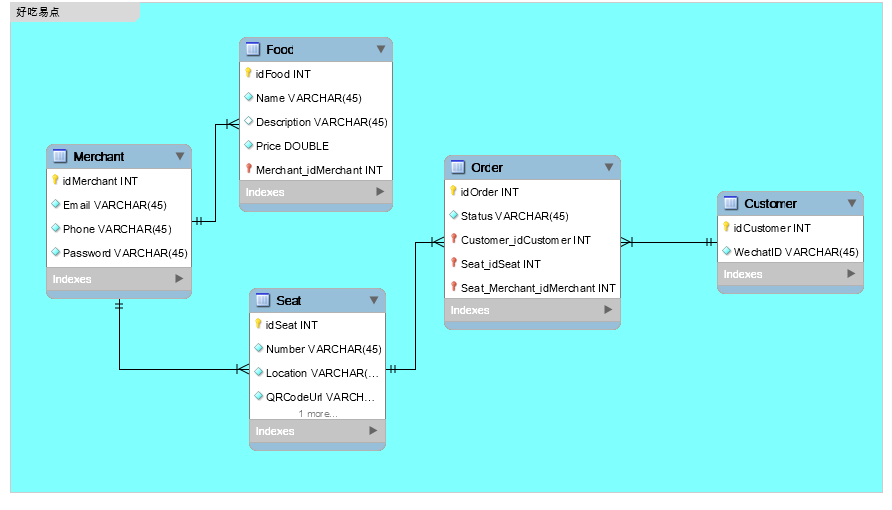 好吃易点
Food
idFood INT
Name VARCHAR(45)
Description VARCHAR(45)
Price DOUBLE
Merchant_idMerchant INT
Indexes
Merchant
idMerchant INT
Email VARCHAR(45)
Phone VARCHAR(45)
Password VARCHAR(45)
Indexes
Seat
idSeat INT
Number VARCHAR(45)
Location VARCHAR(...
QRCodeUrl VARCH...
1 more...
Indexes
Order
idOrder INT
Status VARCHAR(45)
Customer_idCustomer INT
Seat_idSeat INT
Seat_Merchant_idMerchant INT
Indexes
Customer
idCustomer INT
WechatID VARCHAR(45)
Indexes